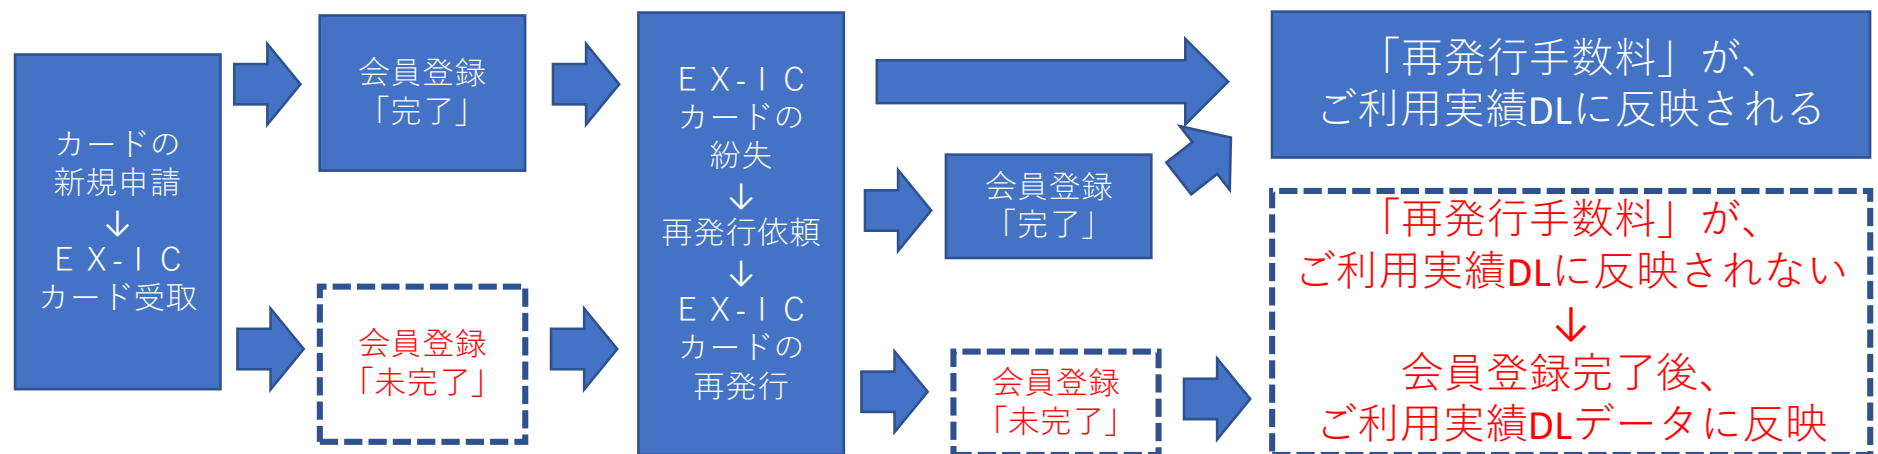 カードの
新規申請
↓
ＥＸ-ＩＣ
カード受取
会員登録
「完了」
会員登録
「未完了」
ＥＸ-ＩＣ
カードの
紛失
↓
再発行依頼
↓
ＥＸ-ＩＣ
カードの
再発行
会員登録
「完了」
会員登録
「未完了」
「再発行手数料」が、
ご利用実績DLに反映される
「再発行手数料」が、
ご利用実績DLに反映されない
↓
会員登録完了後、
ご利用実績DLデータに反映